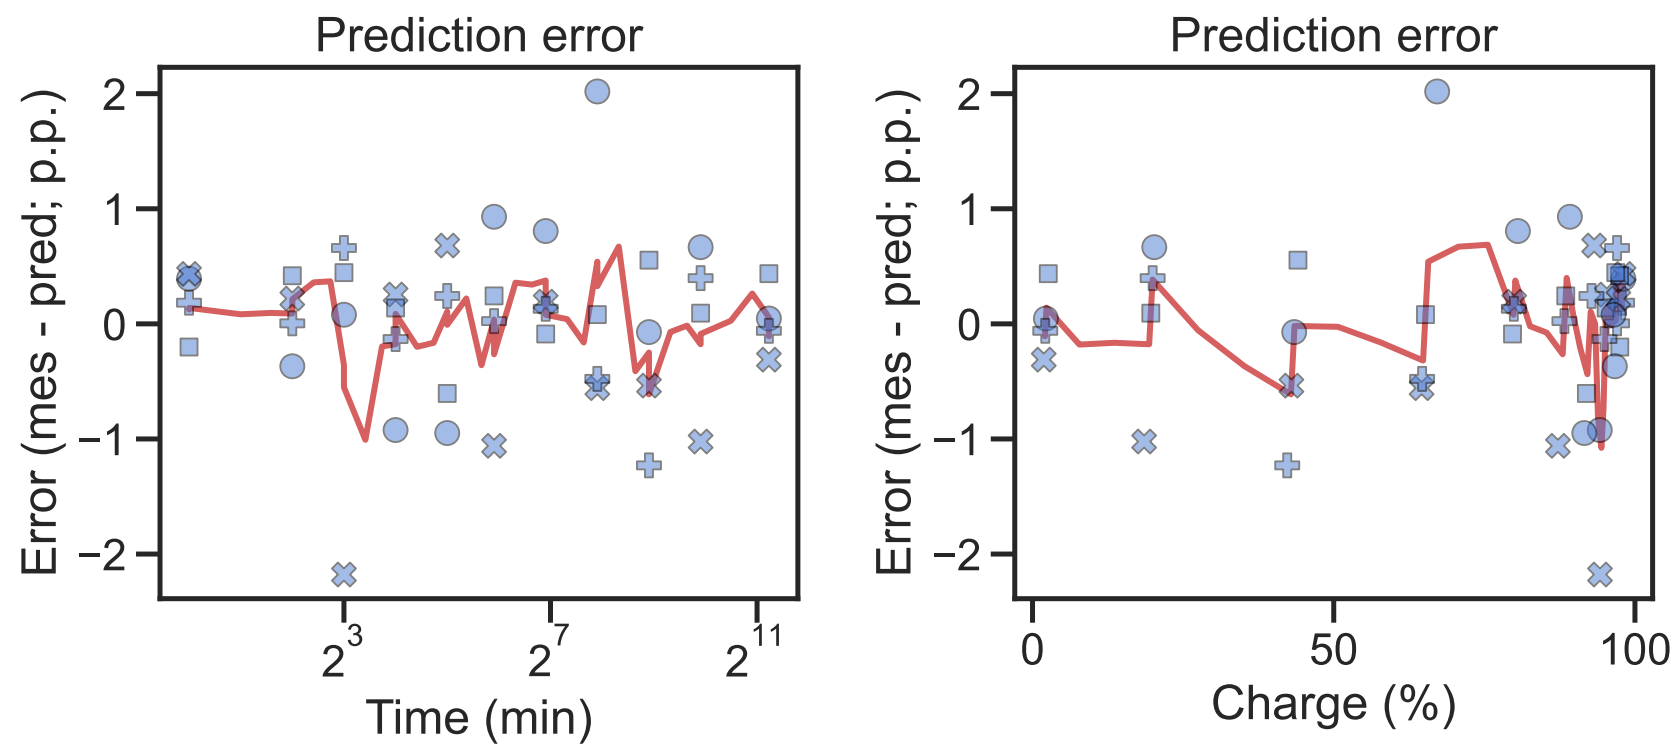 Prediction error
Error (mes - pred; p.p.)
2
1
0
−1
−2
2^3
2^7
2^11
Time (min)
Prediction error
Error (mes - pred; p.p.)
2
1
0
−1
−2
0
50
100
Charge (%)